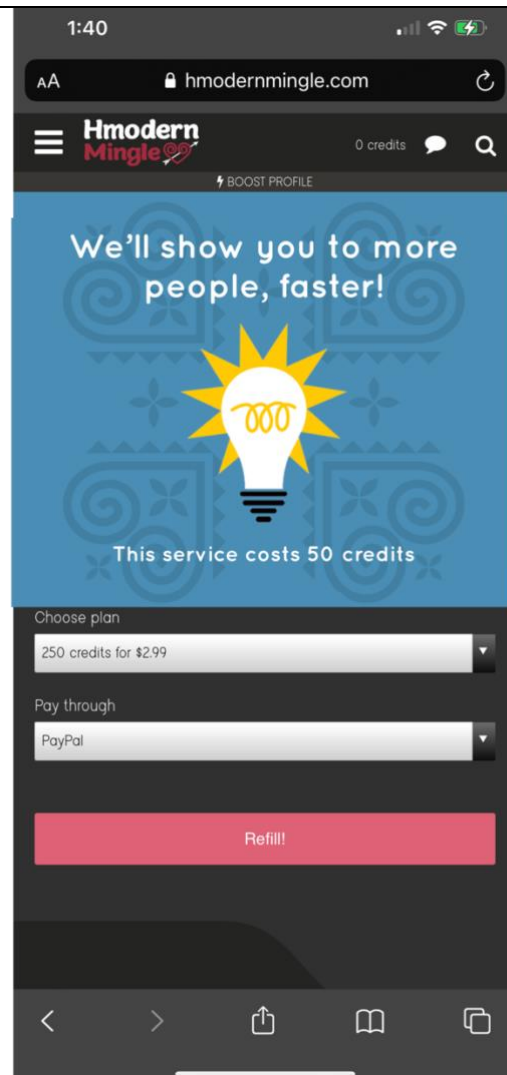 1:40
AA hmodernmingle.com
Hmodern
Mingle
0 credits
BOOST PROFILE
We'll show you to more
people, faster!
This service costs 50 credits
Choose plan
250 credits for $2.99
Pay through
PayPal
Refill!